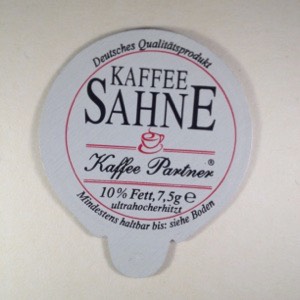 Deutsches Qualitätsprodukt
KAFFEE
SAHNE
Kaffee Partner®
10% Fett, 7,5g ℮
ultrahocherhitzt
Mindestens haltbar bis: siehe Boden